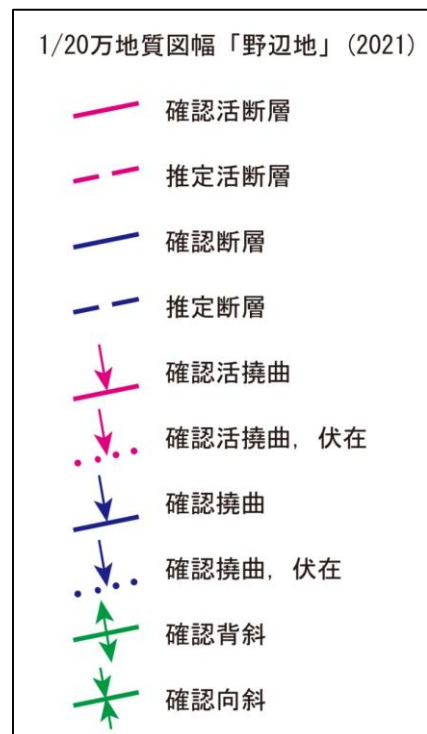 1/20万地質図幅「野辺地」(2021)
確認活断層
推定活断層
確認断層
推定断層
確認活撓曲
確認活撓曲，伏在
確認撓曲
確認撓曲，伏在
確認背斜
確認向斜